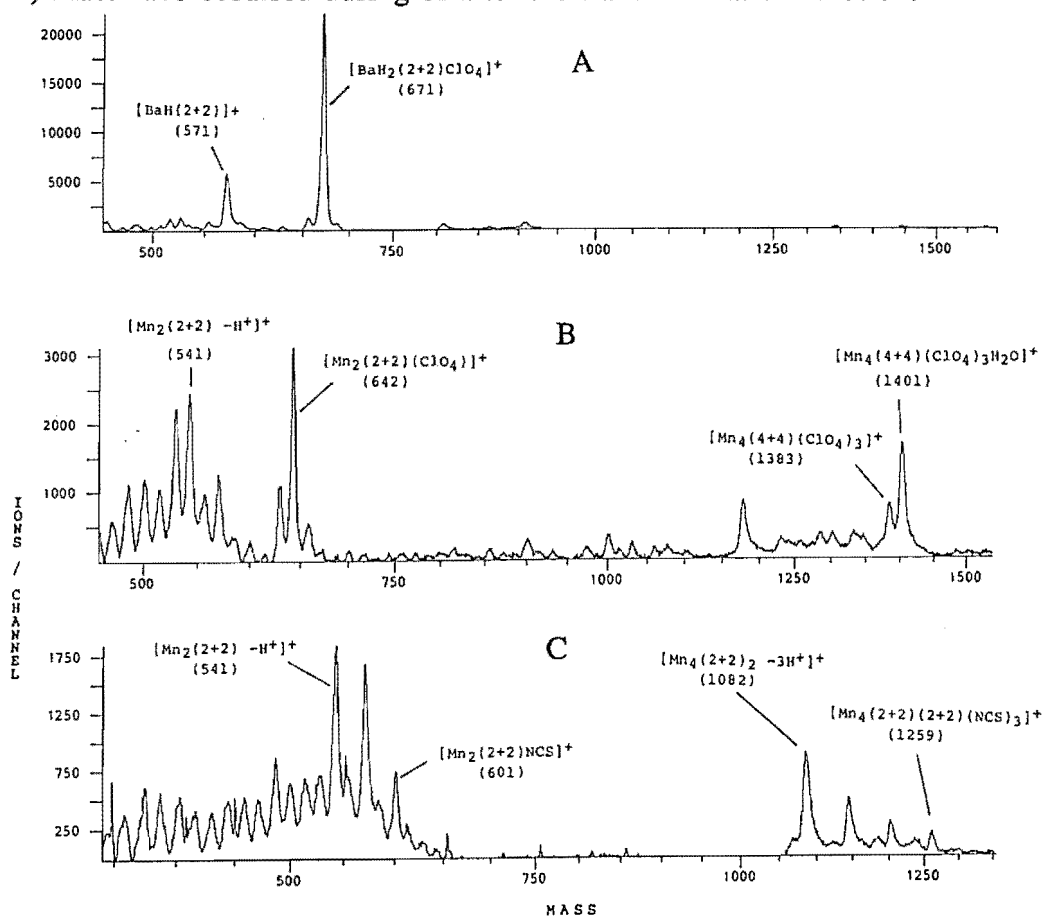 A
20000
15000
10000
5000
[BaH2(2+2)ClO4]+
(671)
[BaH(2+2)]+
(571)
500
750
1000
1250
1500
B
[Mn2(2+2) -H+]+
(541)
[Mn2(2+2)(ClO4)]+
(642)
[Mn4(4+4)(ClO4)3H2O]+
(1401)
[Mn4(4+4)(ClO4)3]+
(1383)
3000
2000
1000
500
750
1000
1250
1500
IONS / CHANNEL
C
[Mn2(2+2) -H+]+
(541)
[Mn2(2+2)NCS]+
(601)
[Mn4(2+2)2 -3H+]+
(1082)
[Mn4(2+2)(2+2)(NCS)3]+
(1259)
1750
1250
750
250
500
750
1000
1250
MASS